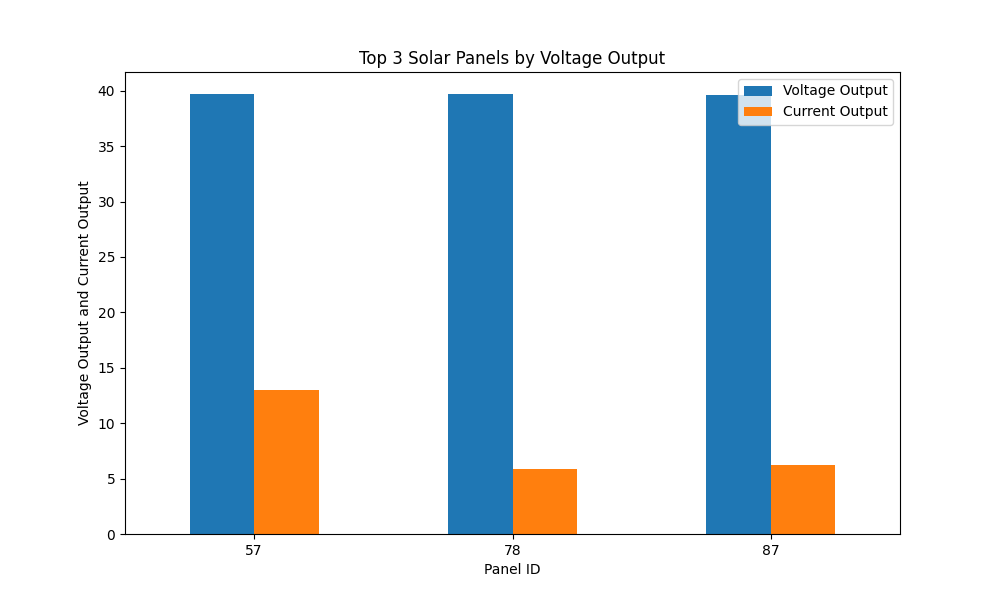 Top 3 Solar Panels by Voltage Output
Voltage Output
Current Output
Voltage Output and Current Output
40
35
30
25
20
15
10
5
0
57 78 87
Panel ID